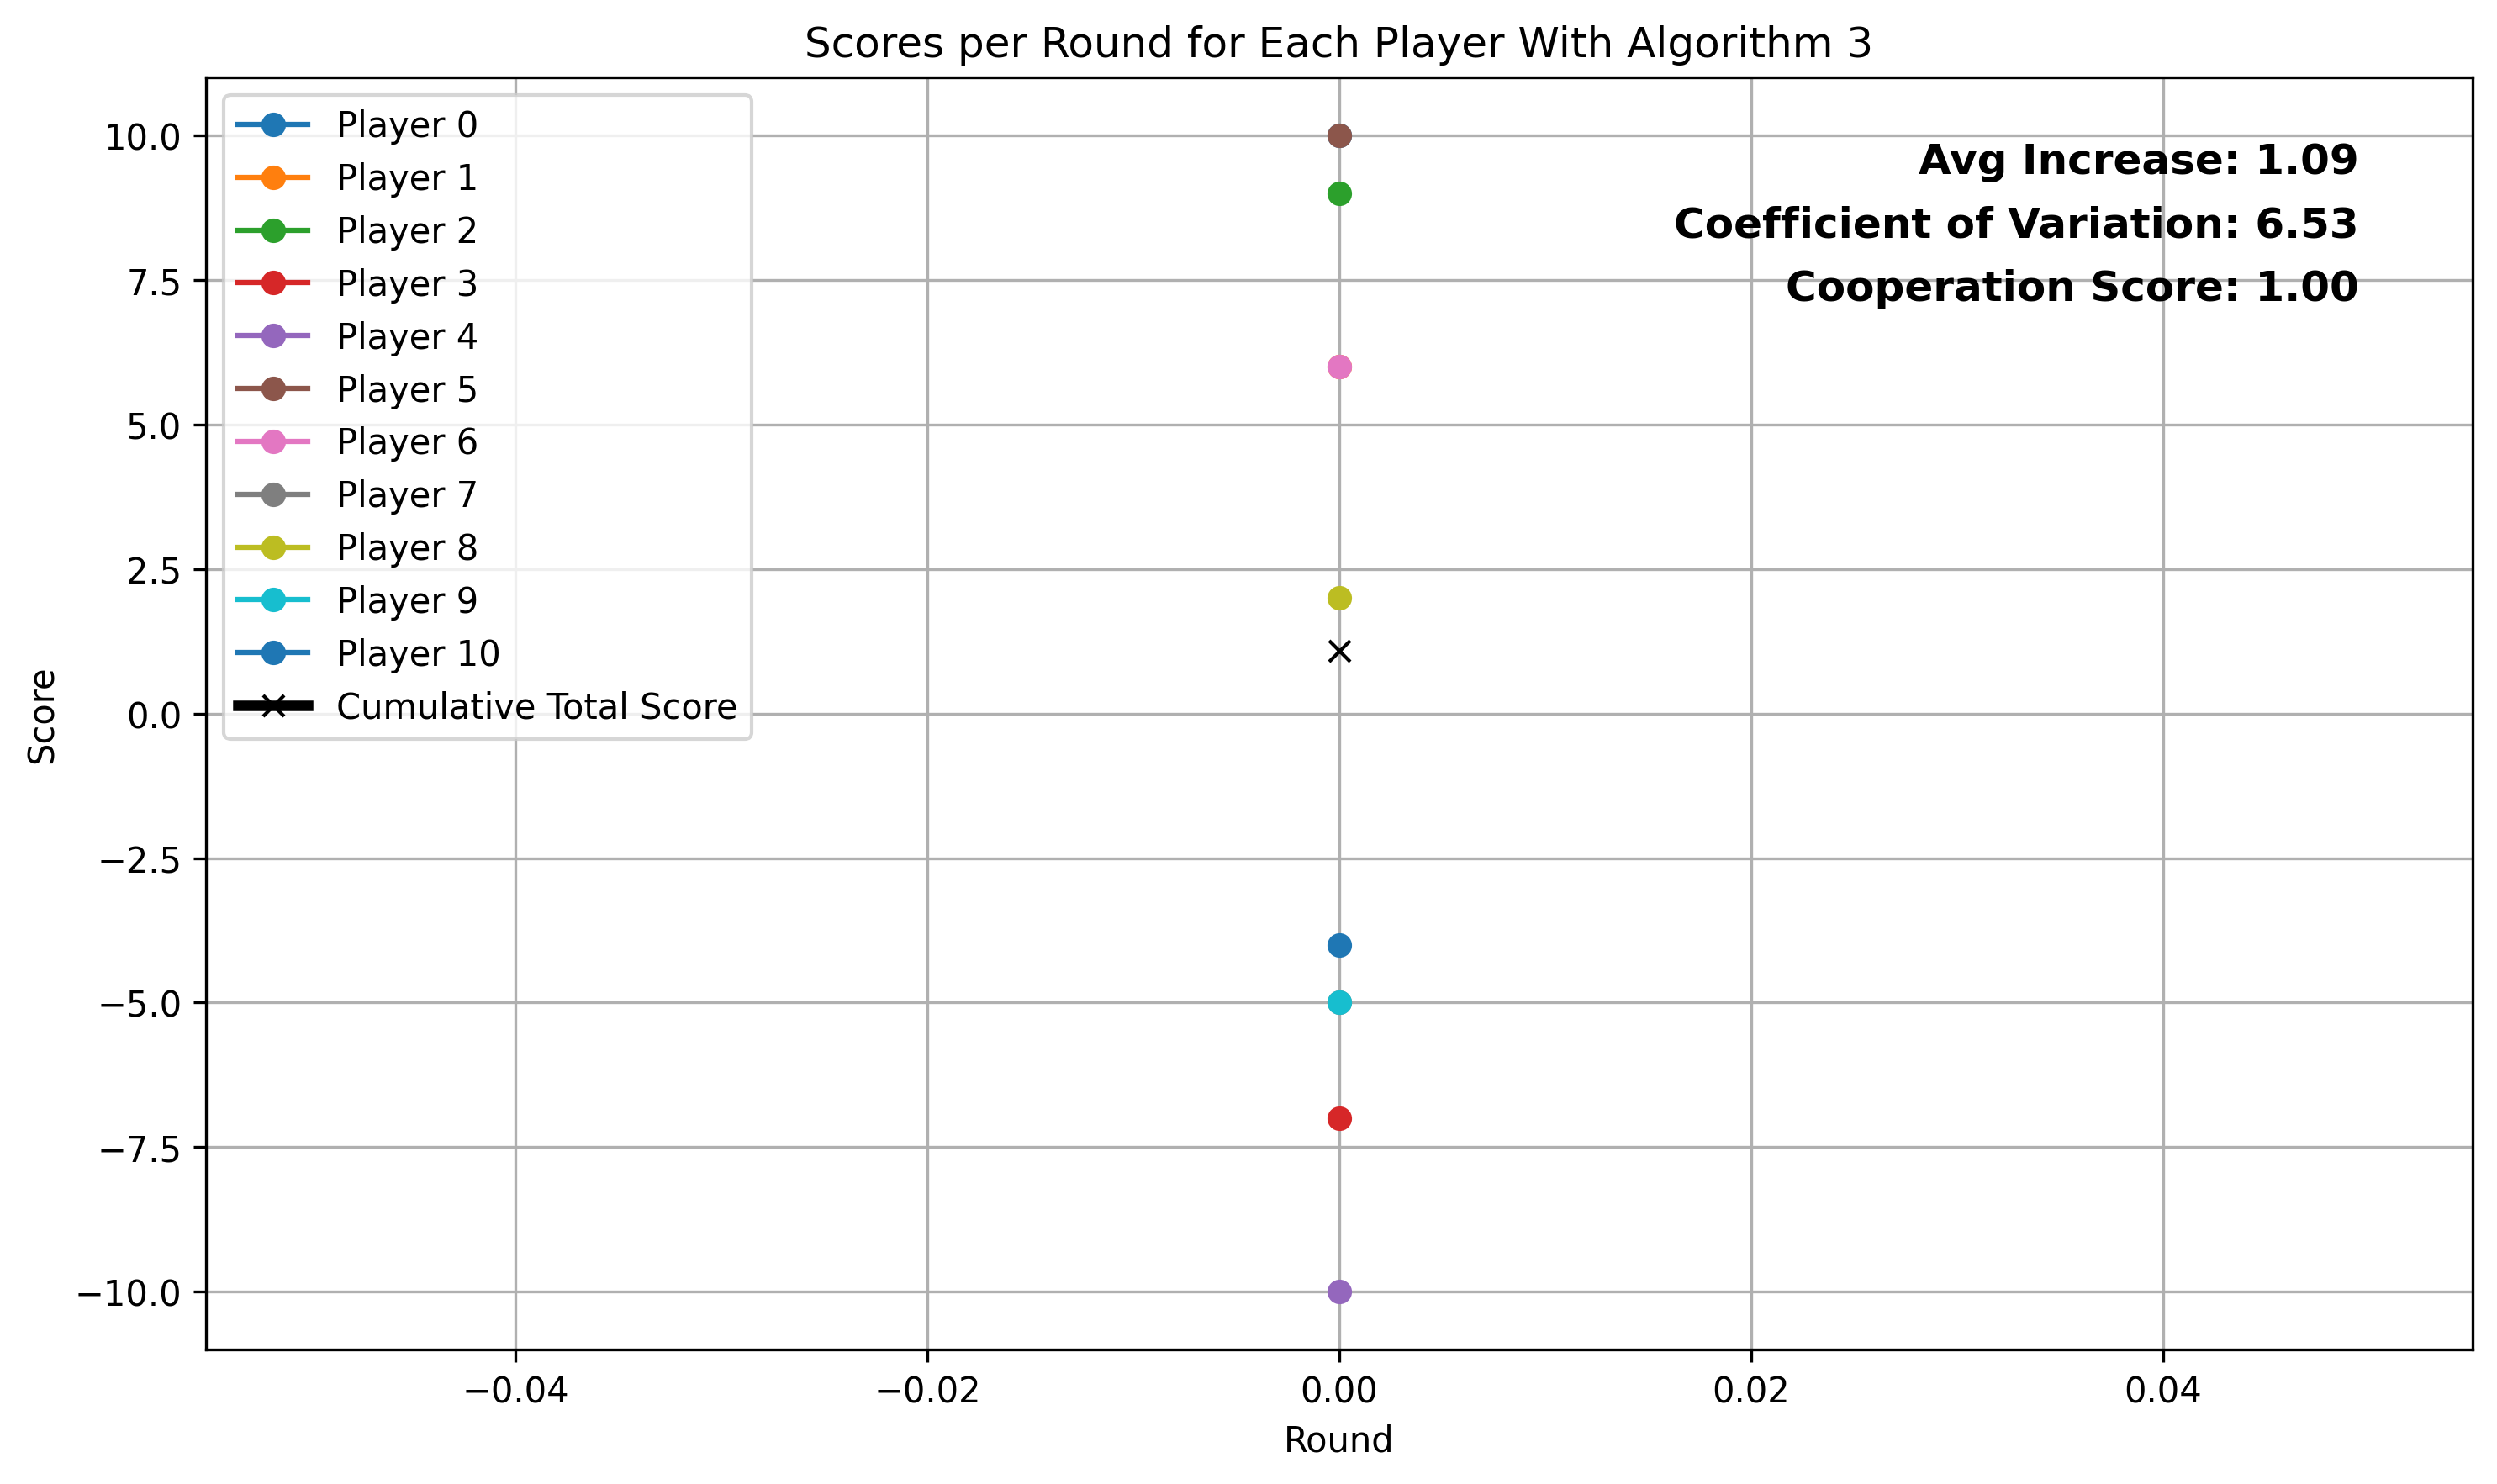 Scores per Round for Each Player With Algorithm 3
Player 0
Player 1
Player 2
Player 3
Player 4
Player 5
Player 6
Player 7
Player 8
Player 9
Player 10
Cumulative Total Score
Avg Increase: 1.09
Coefficient of Variation: 6.53
Cooperation Score: 1.00
Score
10.0
7.5
5.0
2.5
0.0
−2.5
−5.0
−7.5
−10.0
−0.04
−0.02
0.00
0.02
0.04
Round